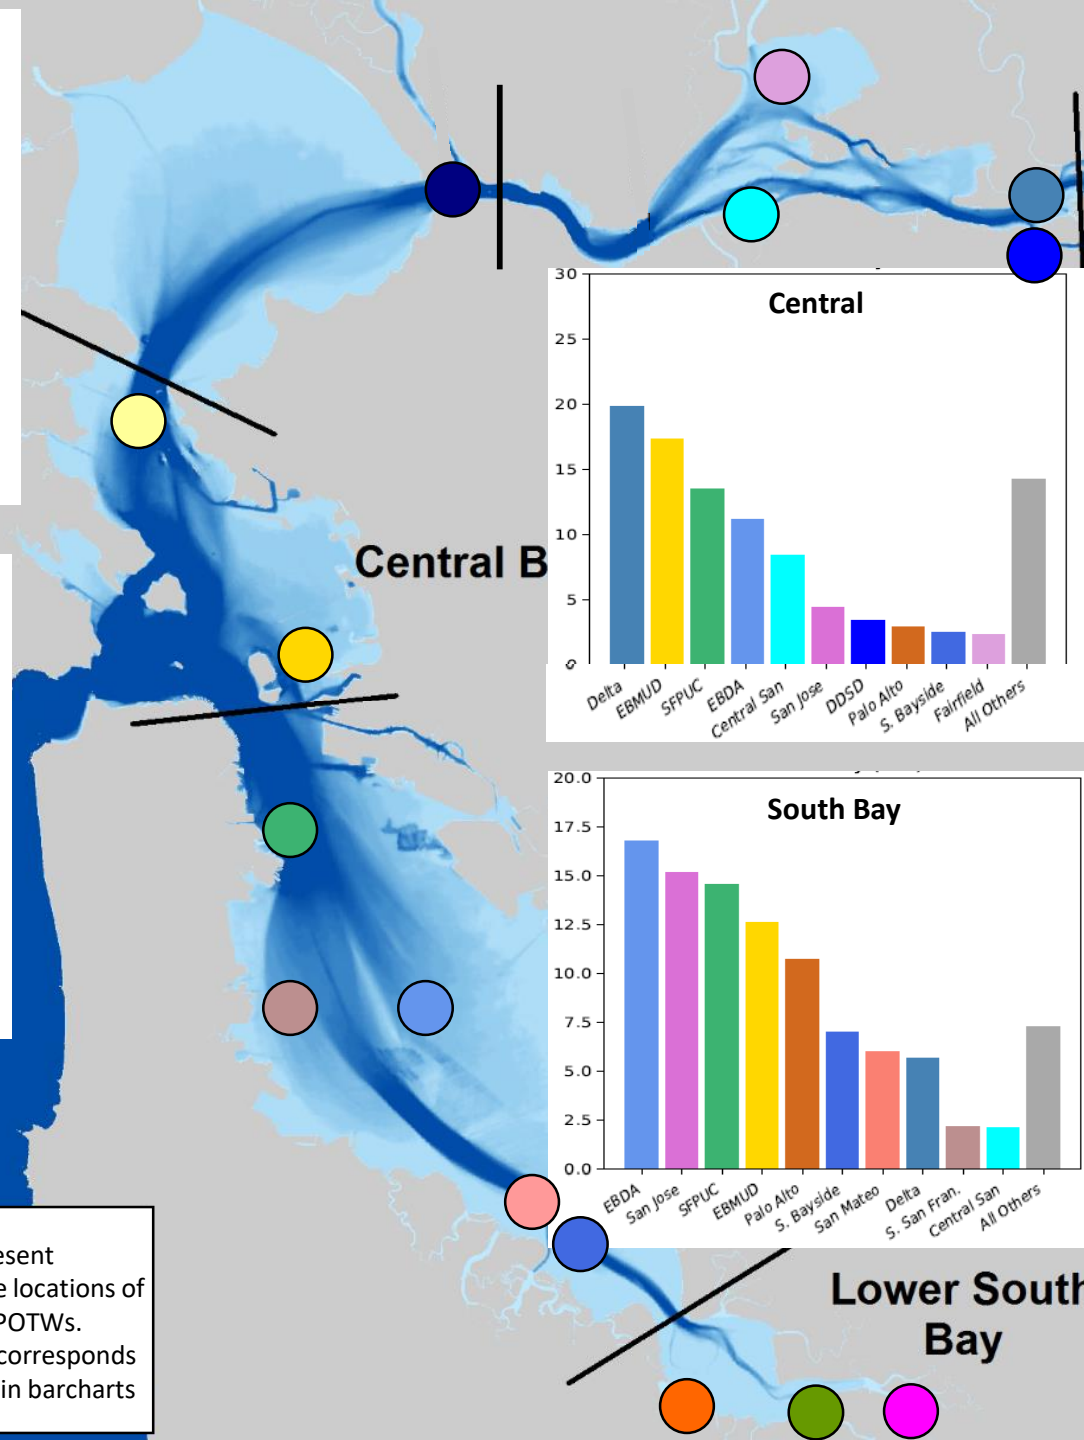 Central B
30
25
20
15
10
5
Central
Delta
EBMUD
SFPUC
EBDA
Central San
San Jose
DDSD
Palo Alto
S. Bayside
Fairfield
All Others
20.0
17.5
15.0
12.5
10.0
7.5
5.0
2.5
0.0
South Bay
EBDA
San Jose
SFPUC
EBMUD
Palo Alto
S. Bayside
San Mateo
Delta
S. San Fran.
Central San
All Others
Lower South
Bay
esent
e locations of
POTWs.
corresponds
in barcharts